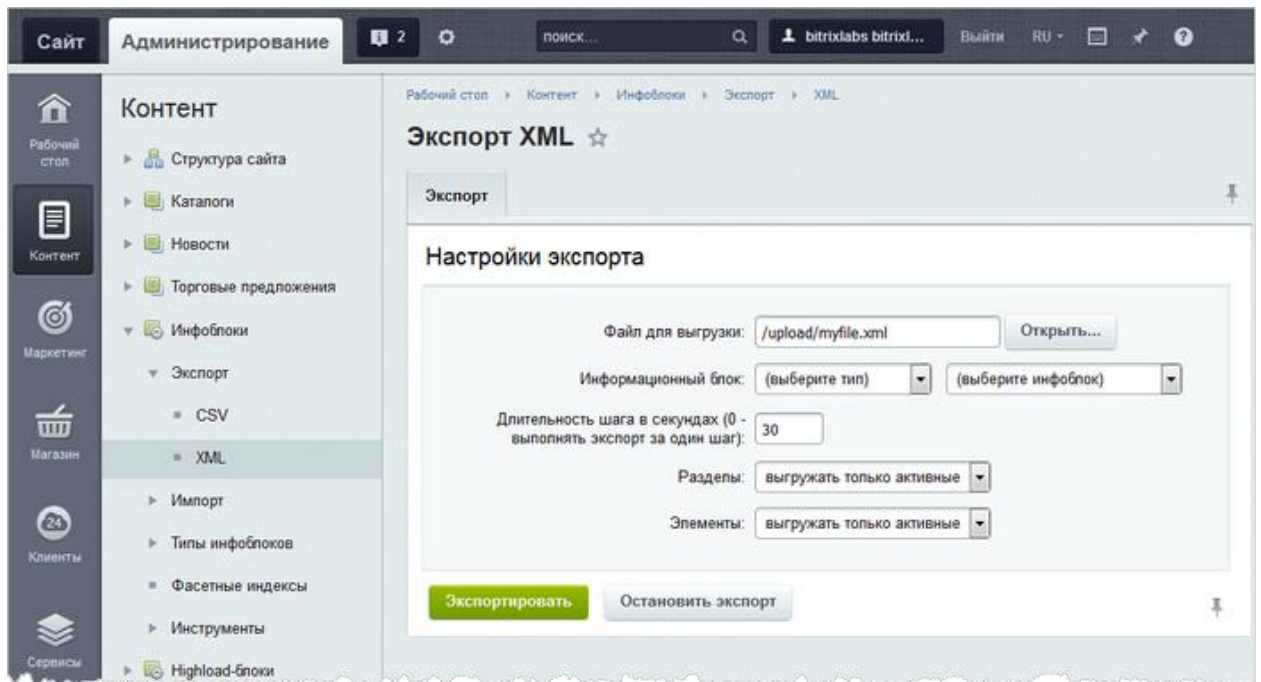 Сайт
Администрирование
2
поиск...
bitrixlabs bitrixl...
Выйти
RU
?
Рабочий стол
Контент
Маркетинг
Магазин
24
Клиенты
Сервисы
Контент
Структура сайта
Каталоги
Новости
Торговые предложения
Инфоблоки
Экспорт
CSV
XML
Импорт
Типы инфоблоков
Фасетные индексы
Инструменты
Highload-блоки
Рабочий стол Контент Инфоблоки Экспорт XML
Экспорт XML
Экспорт
Настройки экспорта
Файл для выгрузки: /upload/myfile.xml Открыть...
Информационный блок: (выберите тип) (выберите инфоблок)
Длительность шага в секундах (0 -
выполнять экспорт за один шаг): 30
Разделы: выгружать только активные
Элементы: выгружать только активные
Экспортировать Остановить экспорт